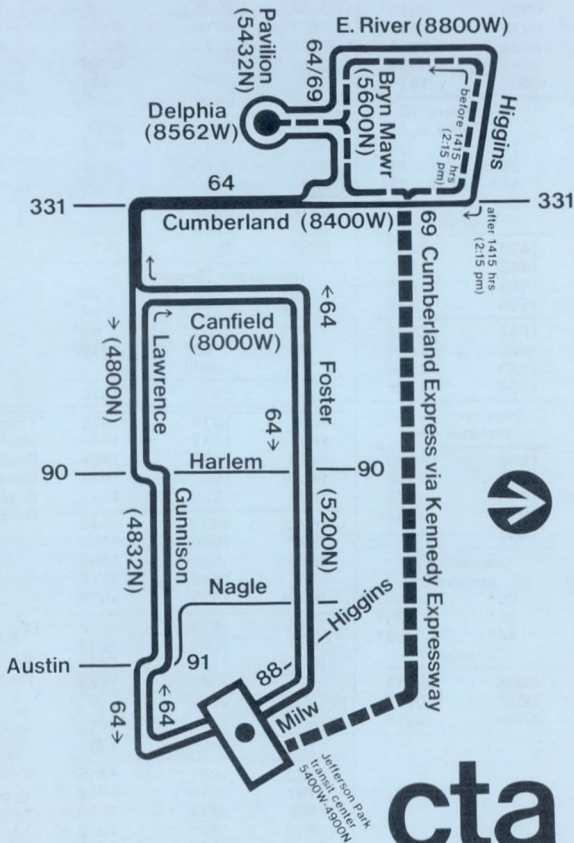 E. River (8800W)
Pavilion
(5432N)
64/69
Bryn Mawr
(5600N)
before 1415 hrs
(2:15 pm)
Higgins
Delphia
(8562W)
64
331
331
Cumberland (8400W)
after 1415 hrs
(2:15 pm)
69 Cumberland Express via Kennedy Expressway
←64
Foster
(5200N)
Canfield
(8000W)
→ (4800N)
Lawrence
64→
90
Harlem
90
Gunnison
(4832N)
Nagle
Higgins
Austin
91
88
←64
64→
Milw
Jefferson Park
transit center
5400W-4900N
cta